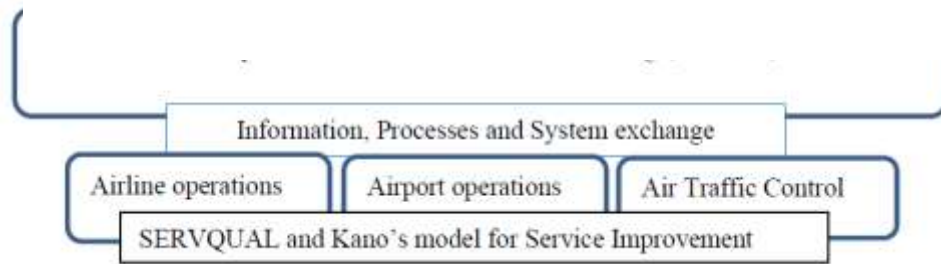 Information, Processes and System exchange
Airline operations
Airport operations
Air Traffic Control
SERVQUAL and Kano's model for Service Improvement